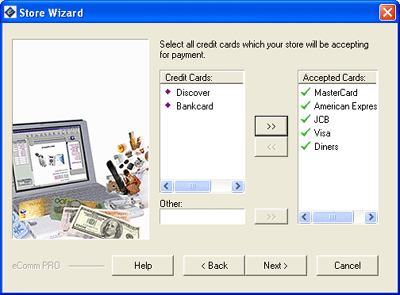 Store Wizard
Select all credit cards which your store will be accepting
for payment.
Credit Cards:
Discover
Bankcard
>>
<<
Accepted Cards:
MasterCard
American Expres
JCB
Visa
Diners
Other:
>>
eComm PRO
Help
< Back
Next >
Cancel